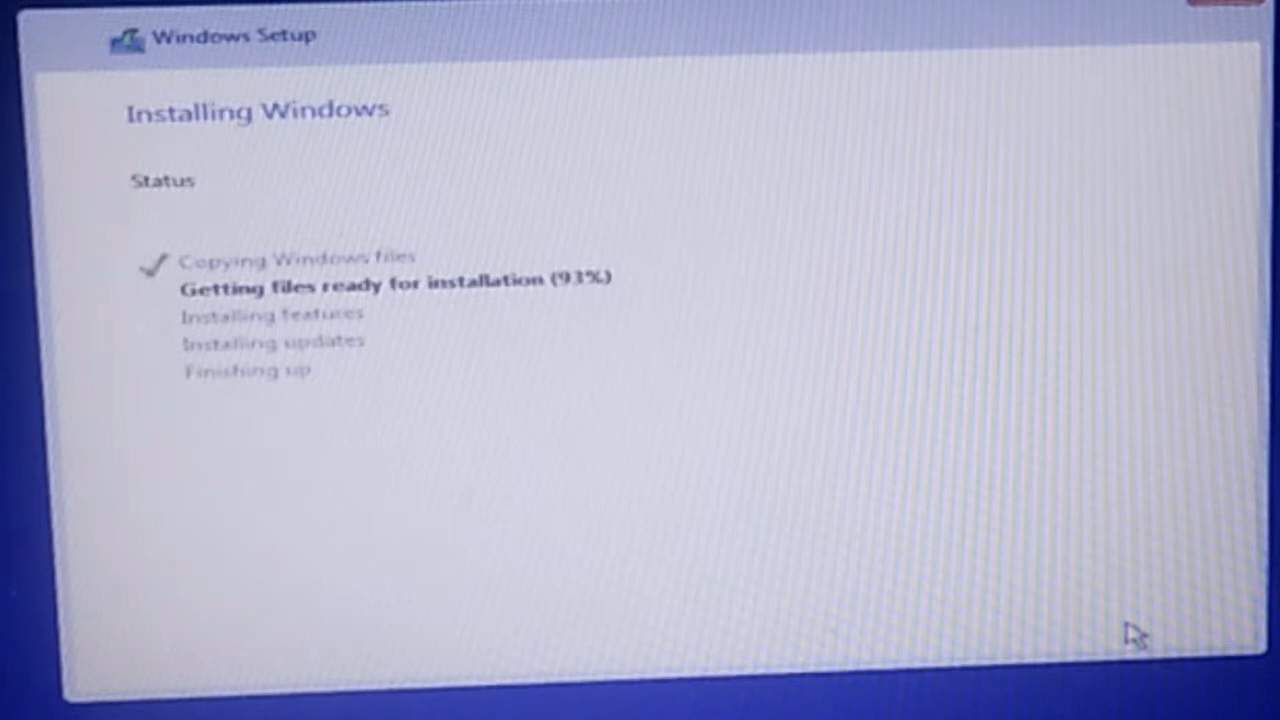 Windows Setup
Installing Windows
Status
Copying Windows files
Getting files ready for installation (93%)
Installing features
Installing updates
Finishing up